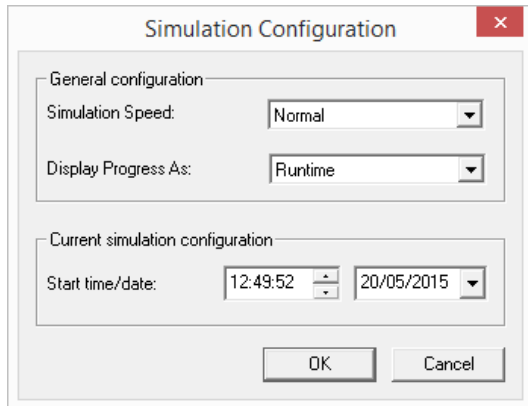 Simulation Configuration
General configuration
Simulation Speed: Normal
Display Progress As: Runtime
Current simulation configuration
Start time/date: 12:49:52 20/05/2015
OK Cancel